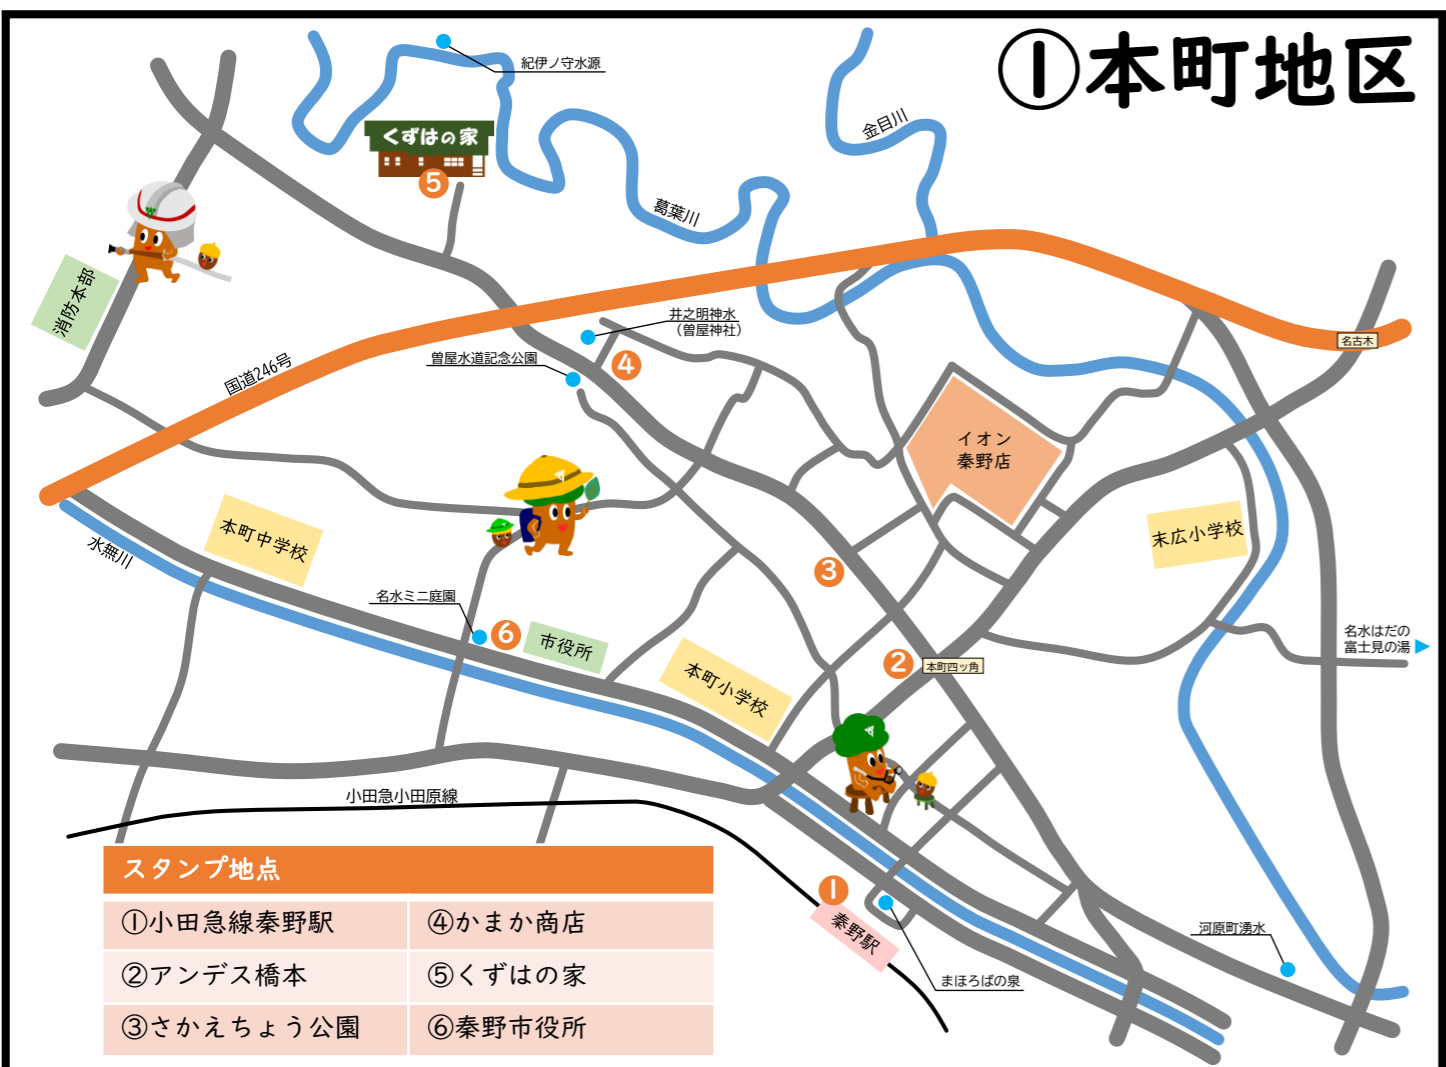 ①本町地区
紀伊ノ守水源
金目川
くずはの家
⑤
葛葉川
消防本部
国道246号
井之明神水
（曽屋神社）
曽屋水道記念公園
④
名古木
イオン
秦野店
本町中学校
水無川
末広小学校
③
名水ミニ庭園
⑥
市役所
本町小学校
②
本町四ッ角
名水はだの
富士見の湯
小田急小田原線
①
秦野駅
まほろばの泉
河原町湧水
スタンプ地点
①小田急線秦野駅
④かまか商店
②アンデス橋本
⑤くずはの家
③さかえちょう公園
⑥秦野市役所